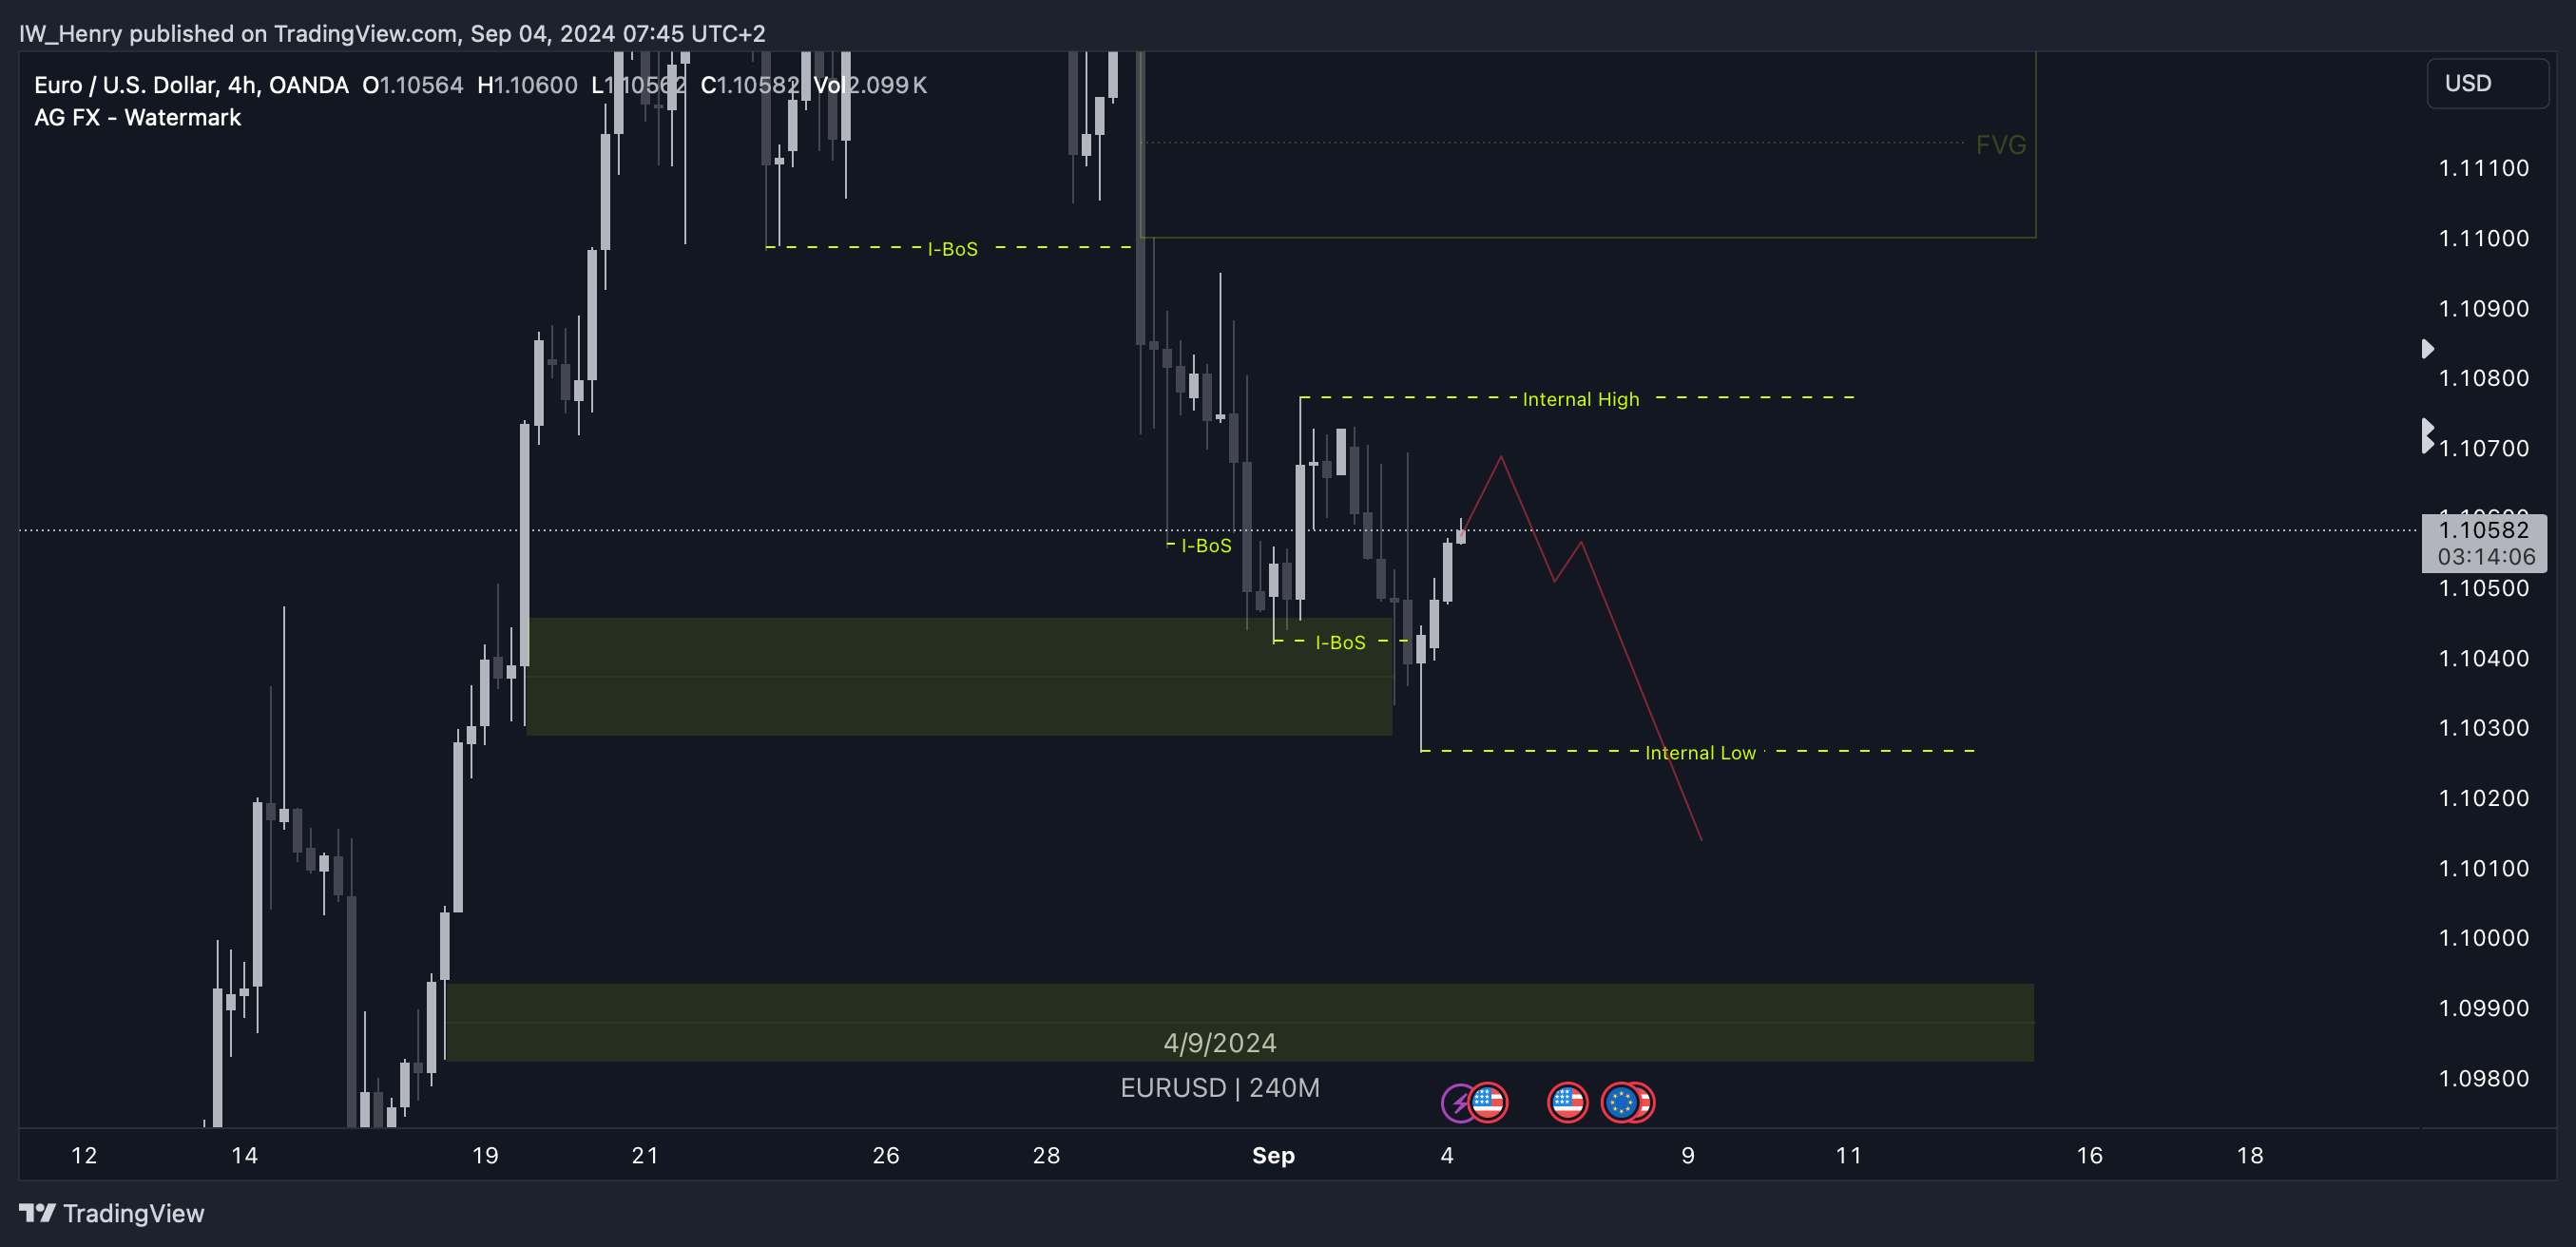 IW_Henry published on TradingView.com, Sep 04, 2024 07:45 UTC+2
Euro / U.S. Dollar, 4h, OANDA O1.10564 H1.10600 L1.10562 C1.10582 Vol2.099K
AG FX - Watermark
USD
FVG
1.11100
1.11000
I-BoS
1.10900
1.10800
Internal High
1.10700
1.10600
1.10582
I-BoS
03:14:06
1.10500
I-BoS
1.10400
1.10300
Internal Low
1.10200
1.10100
1.10000
1.09900
4/9/2024
EURUSD | 240M
1.09800
12 14 19 21 26 28 Sep 4 9 11 16 18
TradingView